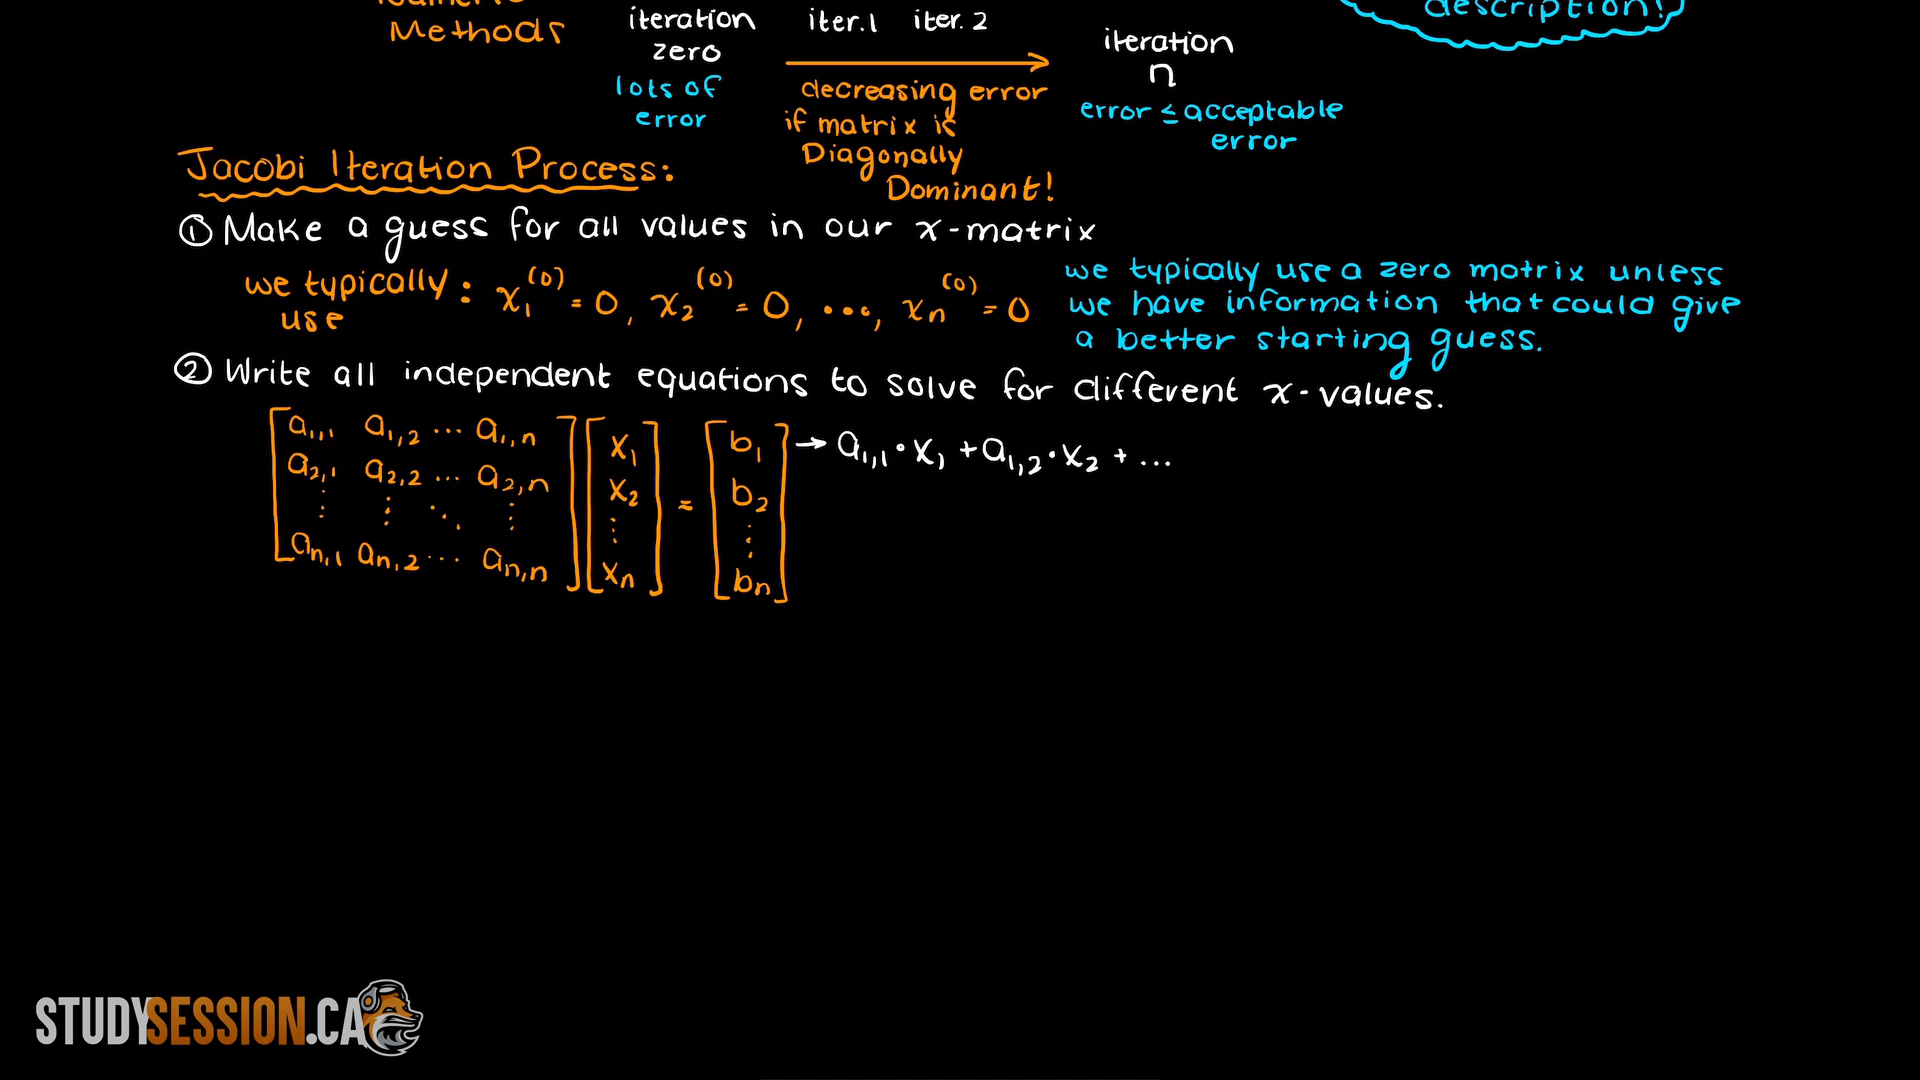 Methods
iteration zero
iter.1 iter. 2
iteration n
description!
lots of error
decreasing error
if matrix is
Diagonally
Dominant!
error ≤ acceptable
error
Jacobi Iteration Process:
① Make a guess for all values in our x-matrix
we typically use : x₁⁽⁰⁾ = 0, x₂⁽⁰⁾ = 0, ..., xₙ⁽⁰⁾ = 0
we typically use a zero matrix unless
we have information that could give
a better starting guess.
② Write all independent equations to solve for different x-values.
[a₁,₁ a₁,₂ ... a₁,ₙ] [x₁] [b₁] → a₁,₁ · x₁ + a₁,₂ · x₂ + ...
[a₂,₁ a₂,₂ ... a₂,ₙ] [x₂] = [b₂]
⋮ ⋮ ⋱ ⋮ ⋮ ⋮
[aₙ,₁ aₙ,₂ ... aₙ,ₙ] [xₙ] [bₙ]
STUDYSESSION.CA